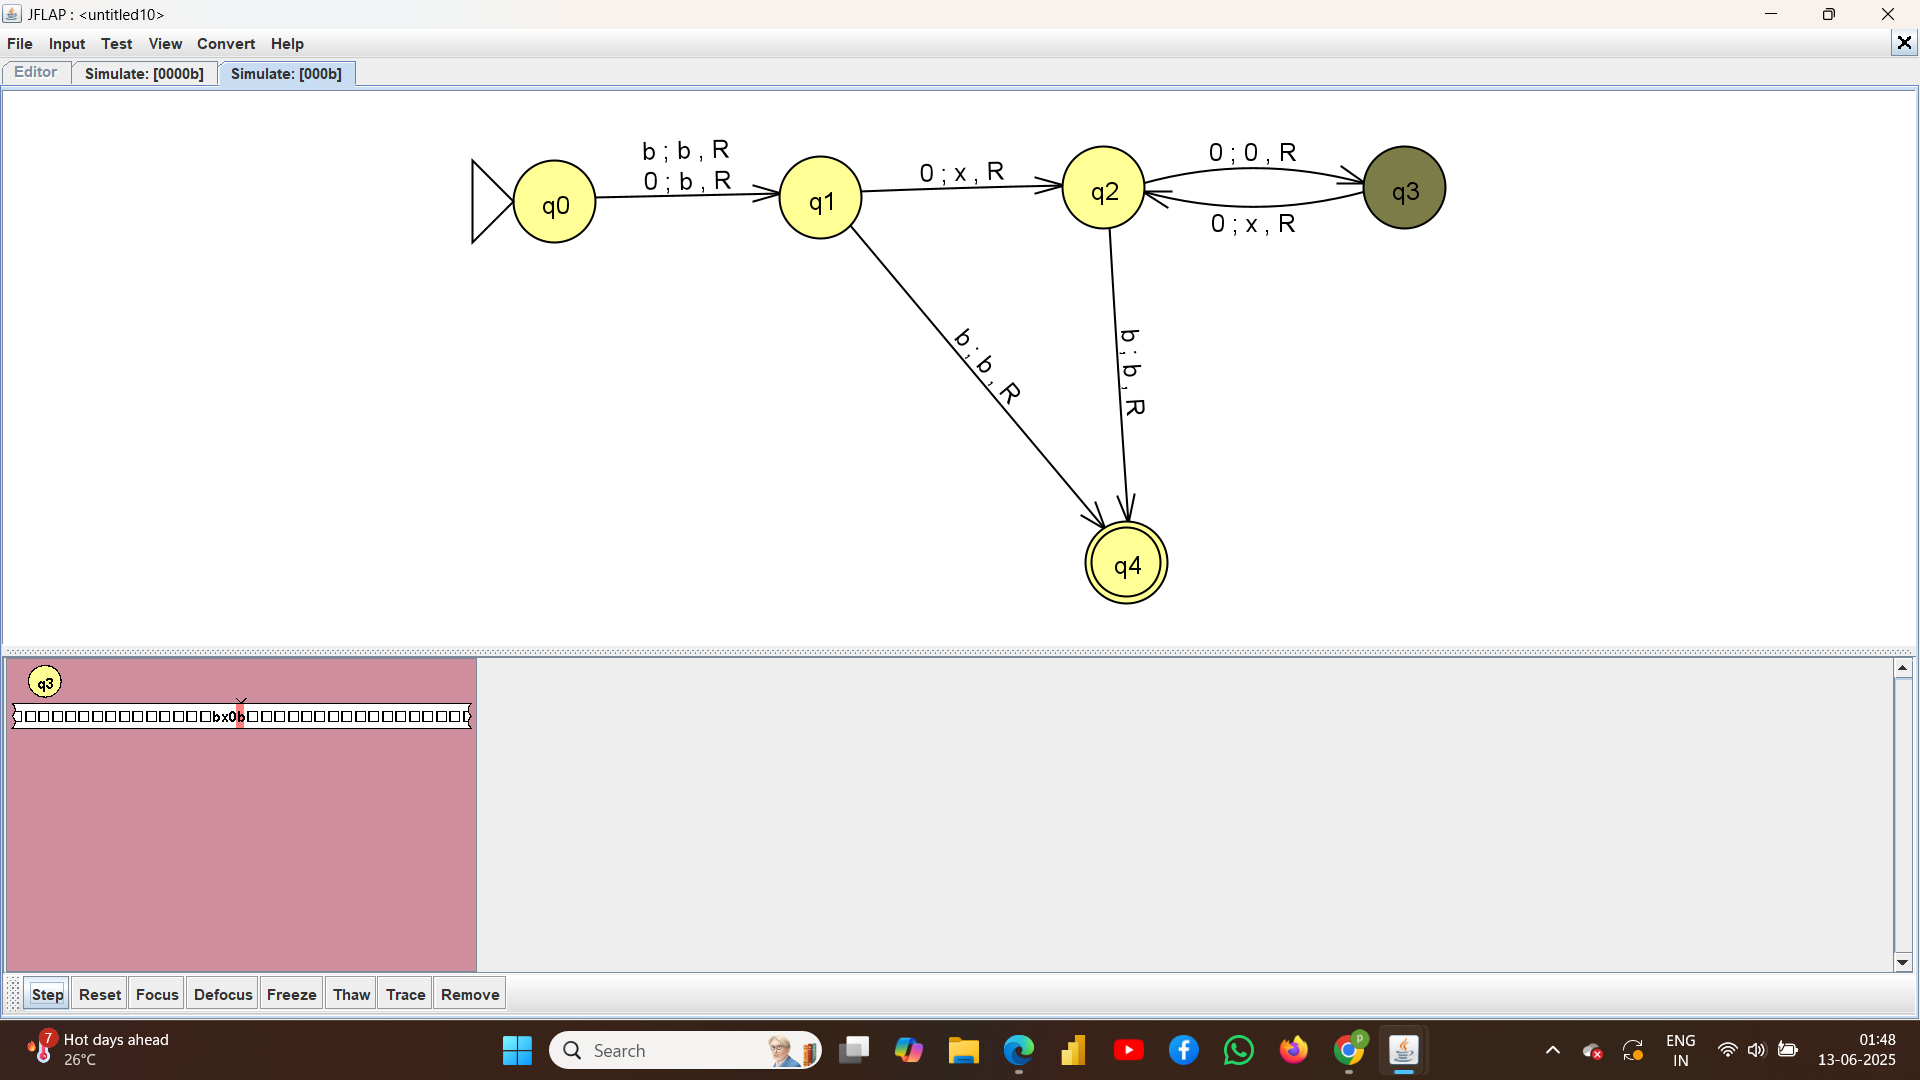 JFLAP : <untitled10>
File Input Test View Convert Help
Editor Simulate: [0000b] Simulate: [000b]
b ; b , R
0 ; b , R
0 ; x , R
0 ; 0 , R
0 ; x , R
q0
q1
q2
q3
b ; b , R
b ; b , R
q4
q3
bx0b
Step Reset Focus Defocus Freeze Thaw Trace Remove
7
Hot days ahead
26°C
Search
P
ENG
IN
01:48
13-06-2025